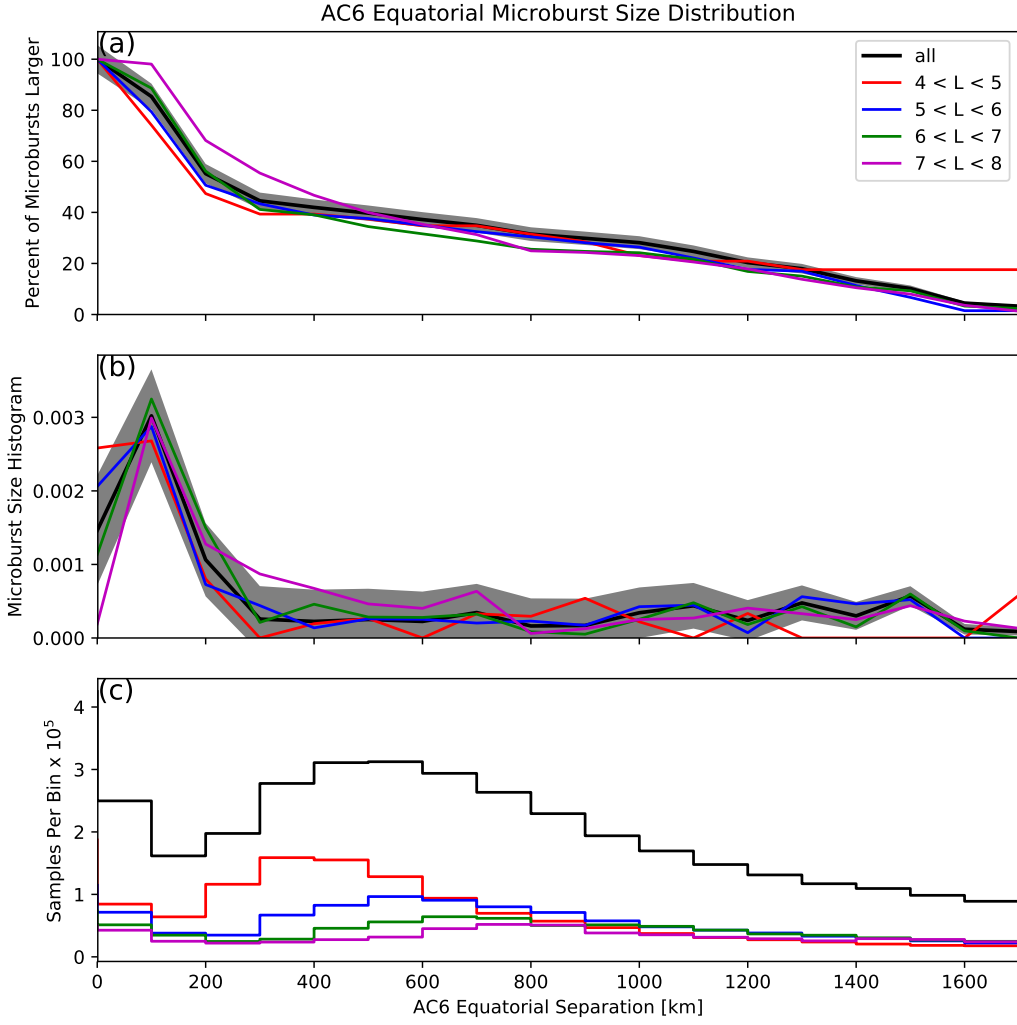 AC6 Equatorial Microburst Size Distribution
(a)
Percent of Microbursts Larger
100
80
60
40
20
0
all
4 < L < 5
5 < L < 6
6 < L < 7
7 < L < 8
(b)
Microburst Size Histogram
0.003
0.002
0.001
0.000
(c)
Samples Per Bin x 10⁵
4
3
2
1
0
0 200 400 600 800 1000 1200 1400 1600
AC6 Equatorial Separation [km]